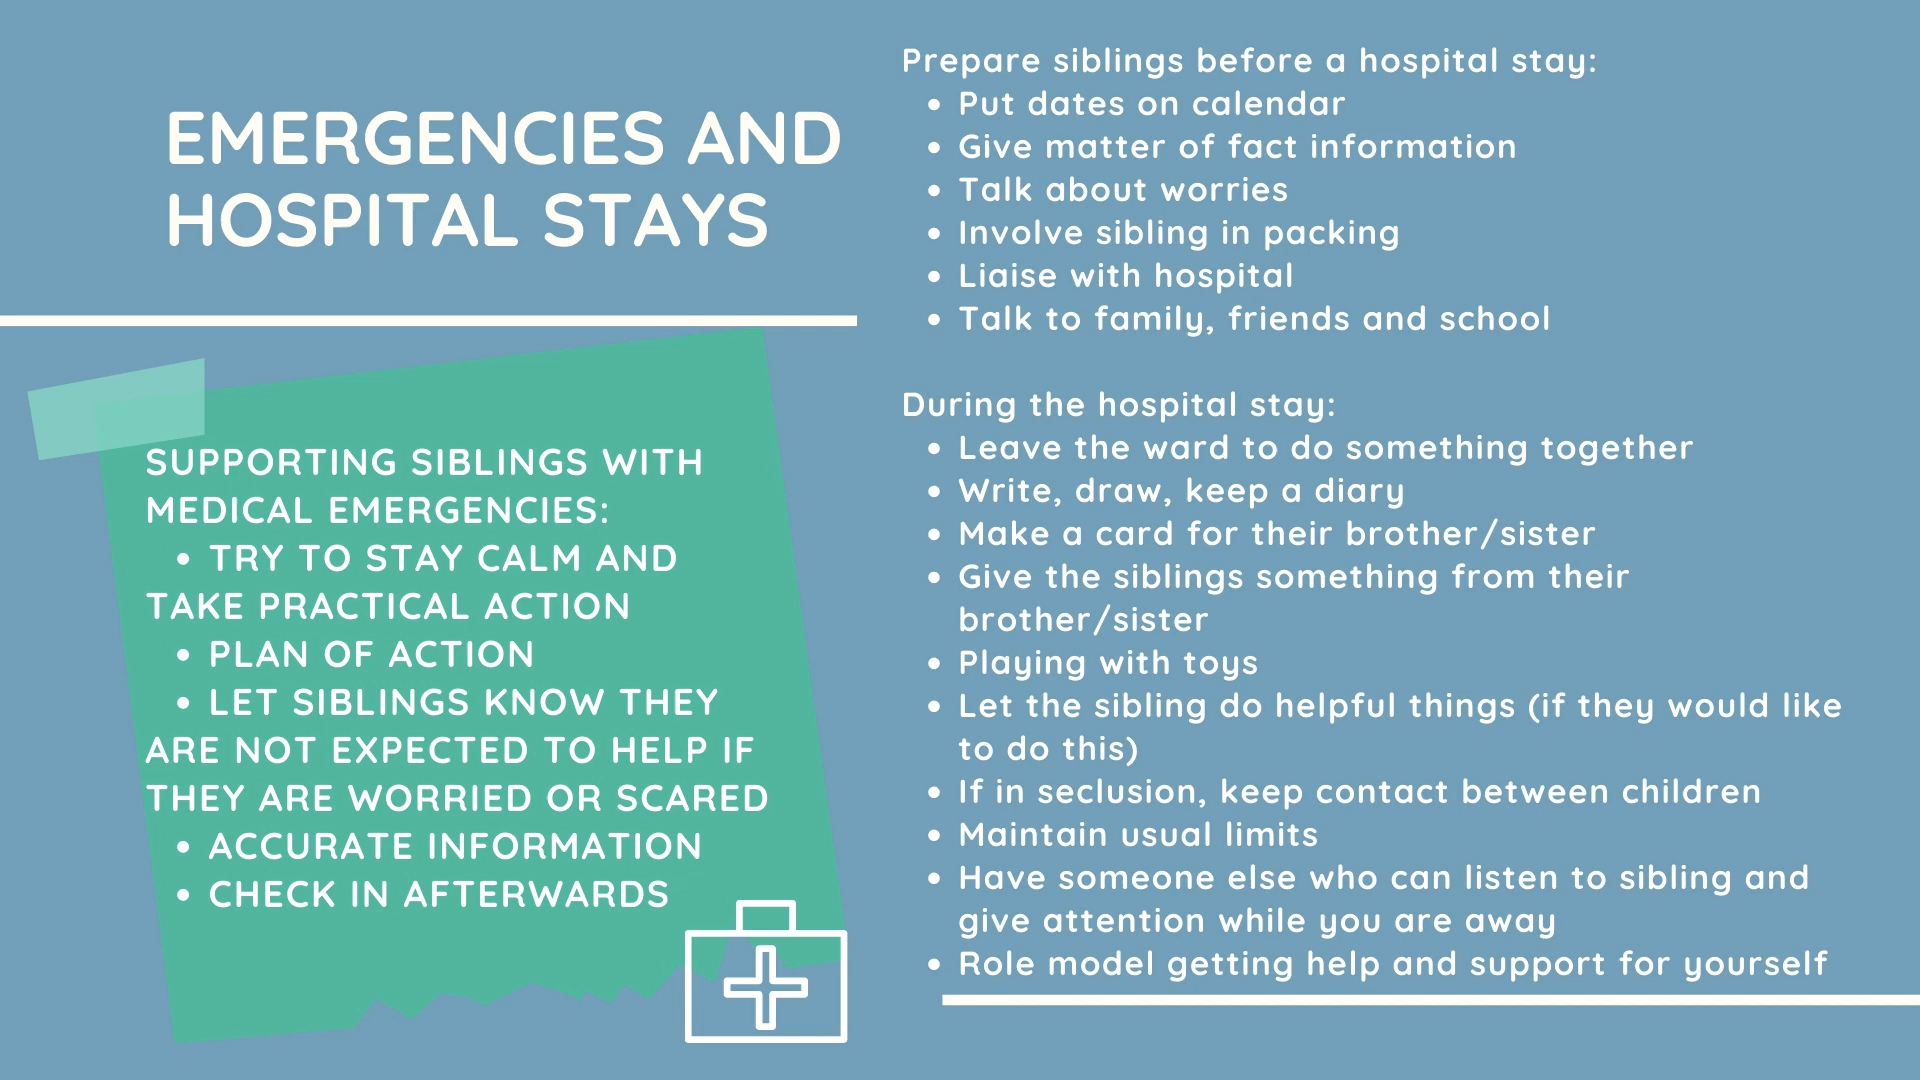 EMERGENCIES AND
HOSPITAL STAYS
SUPPORTING SIBLINGS WITH
MEDICAL EMERGENCIES:
• TRY TO STAY CALM AND
TAKE PRACTICAL ACTION
• PLAN OF ACTION
• LET SIBLINGS KNOW THEY
ARE NOT EXPECTED TO HELP IF
THEY ARE WORRIED OR SCARED
• ACCURATE INFORMATION
• CHECK IN AFTERWARDS
Prepare siblings before a hospital stay:
• Put dates on calendar
• Give matter of fact information
• Talk about worries
• Involve sibling in packing
• Liaise with hospital
• Talk to family, friends and school
During the hospital stay:
• Leave the ward to do something together
• Write, draw, keep a diary
• Make a card for their brother/sister
• Give the siblings something from their
brother/sister
• Playing with toys
• Let the sibling do helpful things (if they would like
to do this)
• If in seclusion, keep contact between children
• Maintain usual limits
• Have someone else who can listen to sibling and
give attention while you are away
• Role model getting help and support for yourself